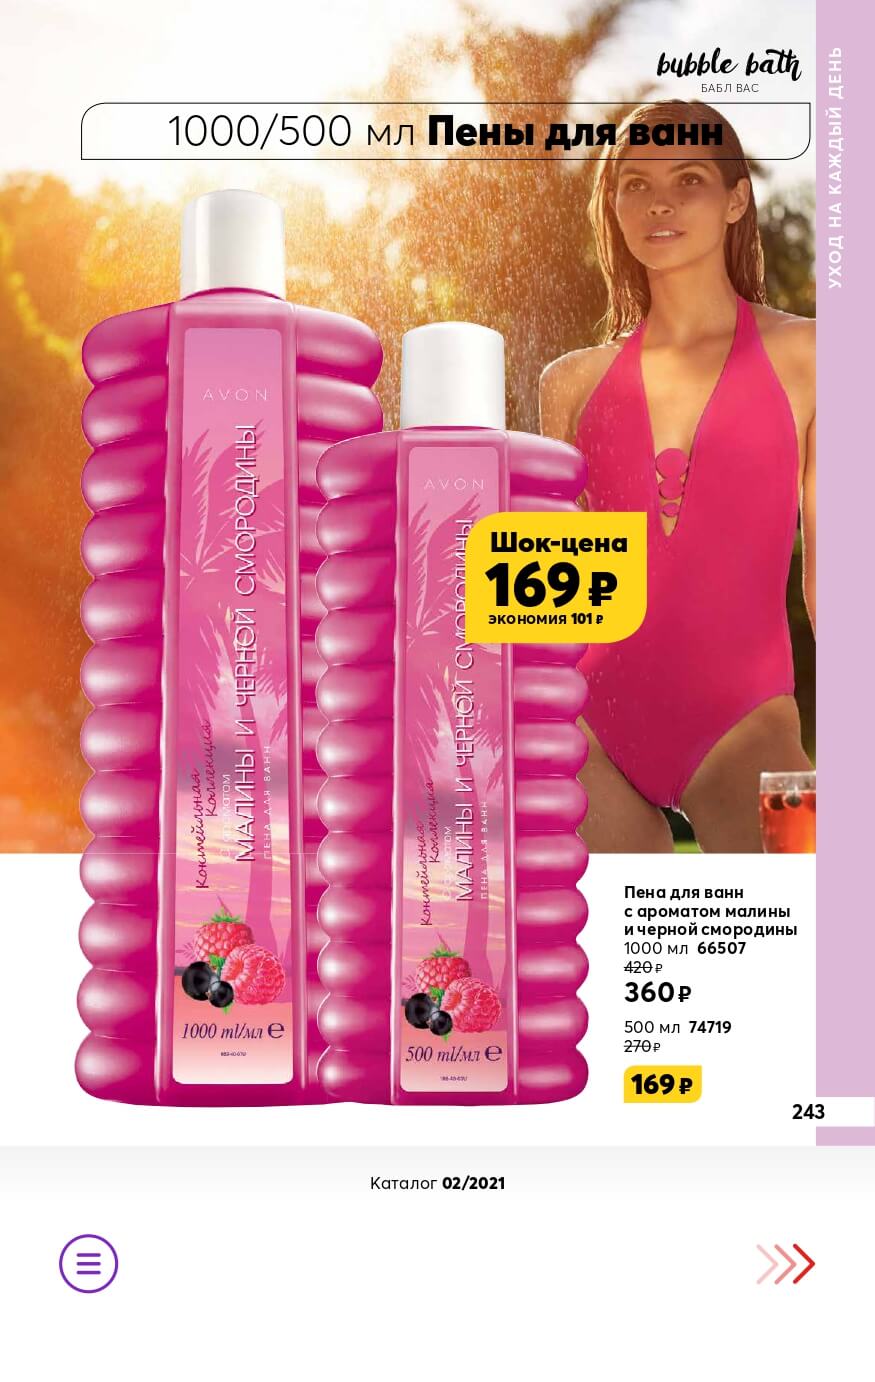 bubble bath
БАБЛ ВАС
УХОД НА КАЖДЫЙ ДЕНЬ
1000/500 мл Пены для ванн
AVON
Коктейльная
Коллекция
с ароматом
МАЛИНЫ И ЧЕРНОЙ СМОРОДИНЫ
ПЕНА ДЛЯ ВАНН
1000 ml/мл e
AVON
Коктейльная
Коллекция
с ароматом
МАЛИНЫ И ЧЕРНОЙ СМОРОДИНЫ
ПЕНА ДЛЯ ВАНН
500 ml/мл e
Шок-цена
169 ₽
экономия 101 ₽
Пена для ванн
с ароматом малины
и черной смородины
1000 мл 66507
420 ₽
360 ₽
500 мл 74719
270 ₽
169 ₽
243
Каталог 02/2021